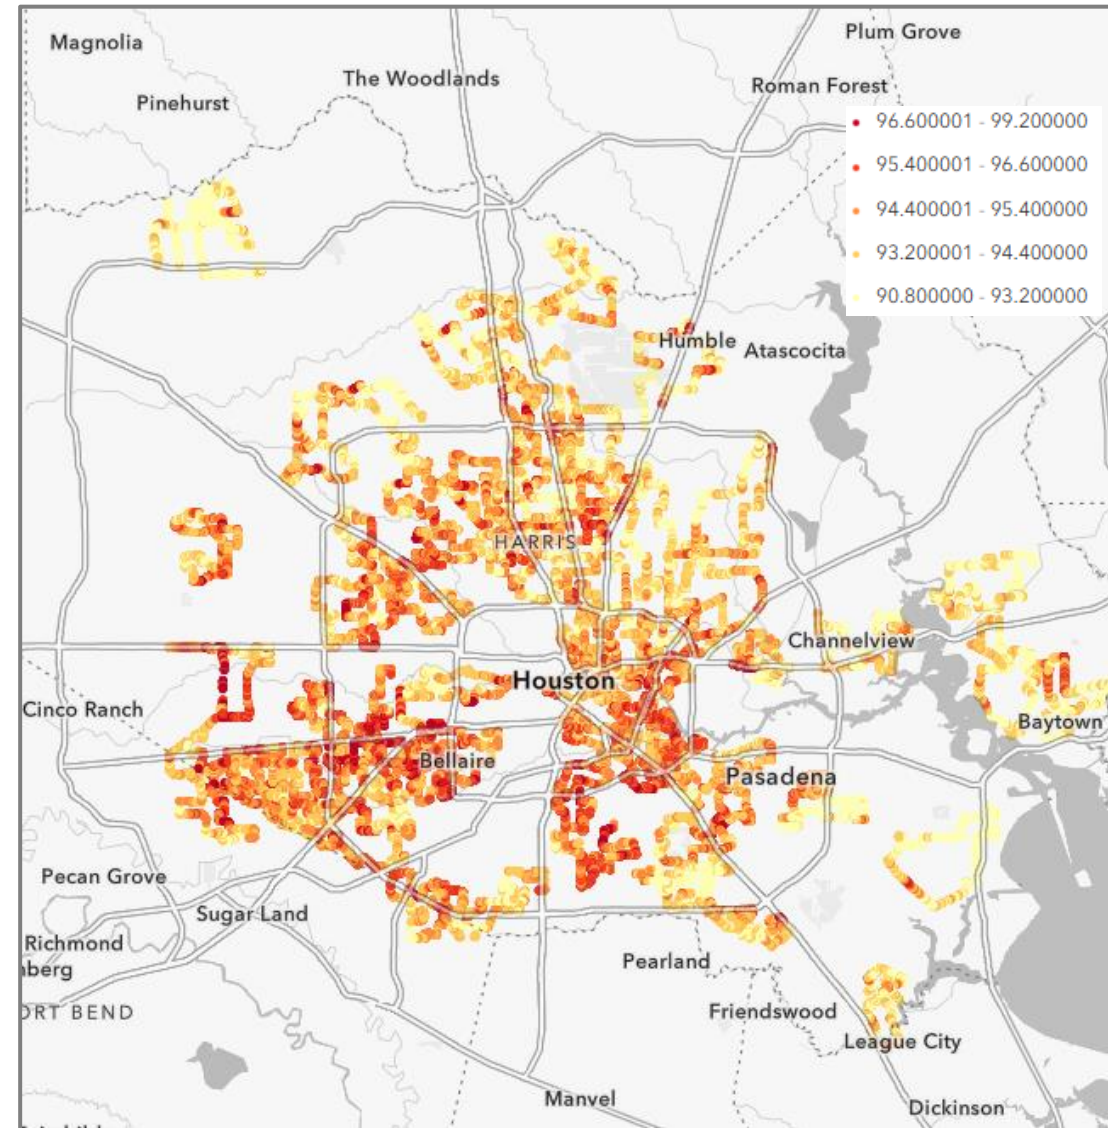 Plum Grove
Magnolia
The Woodlands
Roman Forest
Pinehurst
96.600001 - 99.200000
95.400001 - 96.600000
94.400001 - 95.400000
93.200001 - 94.400000
90.800000 - 93.200000
Humble
Atascocita
HARRIS
Channelview
Houston
Cinco Ranch
Baytown
Bellaire
Pasadena
Pecan Grove
Sugar Land
Richmond
nberg
Pearland
ORT BEND
Friendswood
League City
Manvel
Dickinson